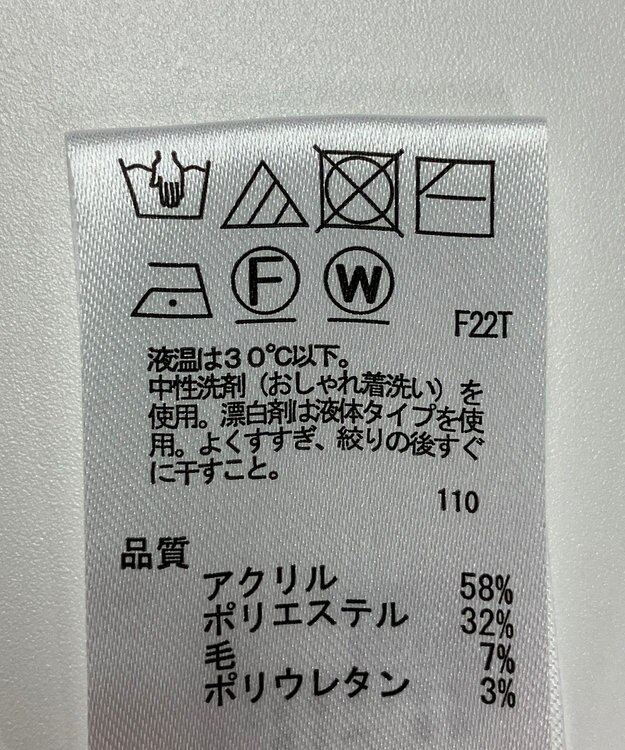 F
W
F22T
液温は30℃以下。
中性洗剤（おしゃれ着洗い）を
使用。漂白剤は液体タイプを使
用。よくすすぎ、絞りの後すぐ
に干すこと。
110
品質
アクリル 58%
ポリエステル 32%
毛 7%
ポリウレタン 3%